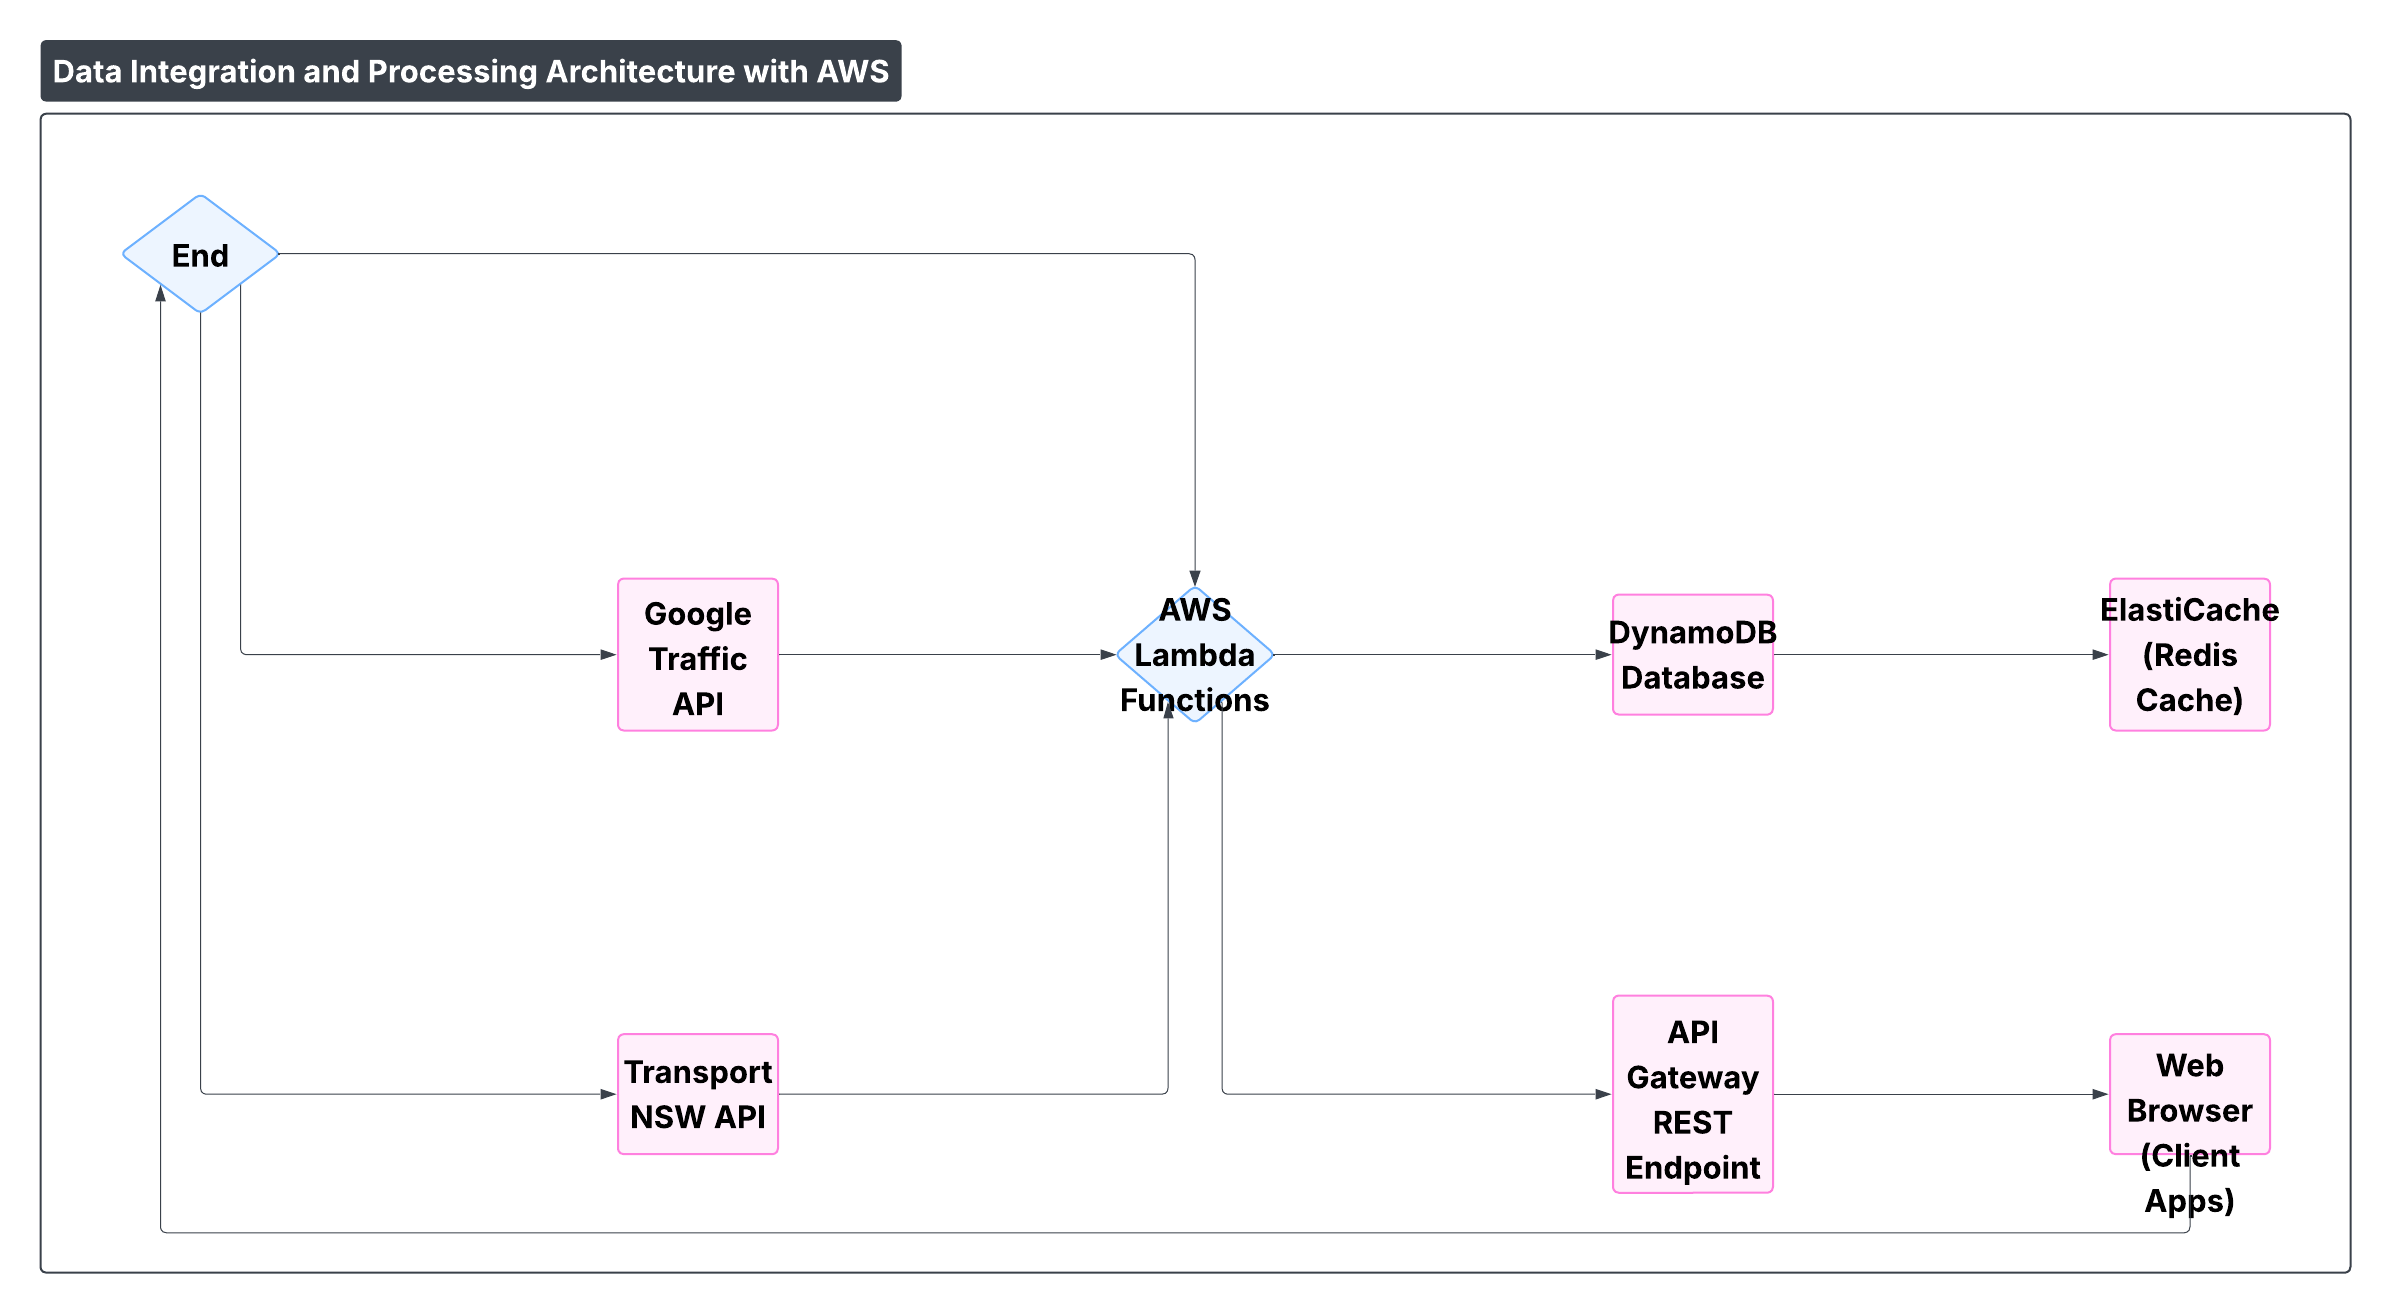 Data Integration and Processing Architecture with AWS
End
Google
Traffic
API
AWS
Lambda
Functions
DynamoDB
Database
ElastiCache
(Redis
Cache)
Transport
NSW API
API
Gateway
REST
Endpoint
Web
Browser
(Client
Apps)